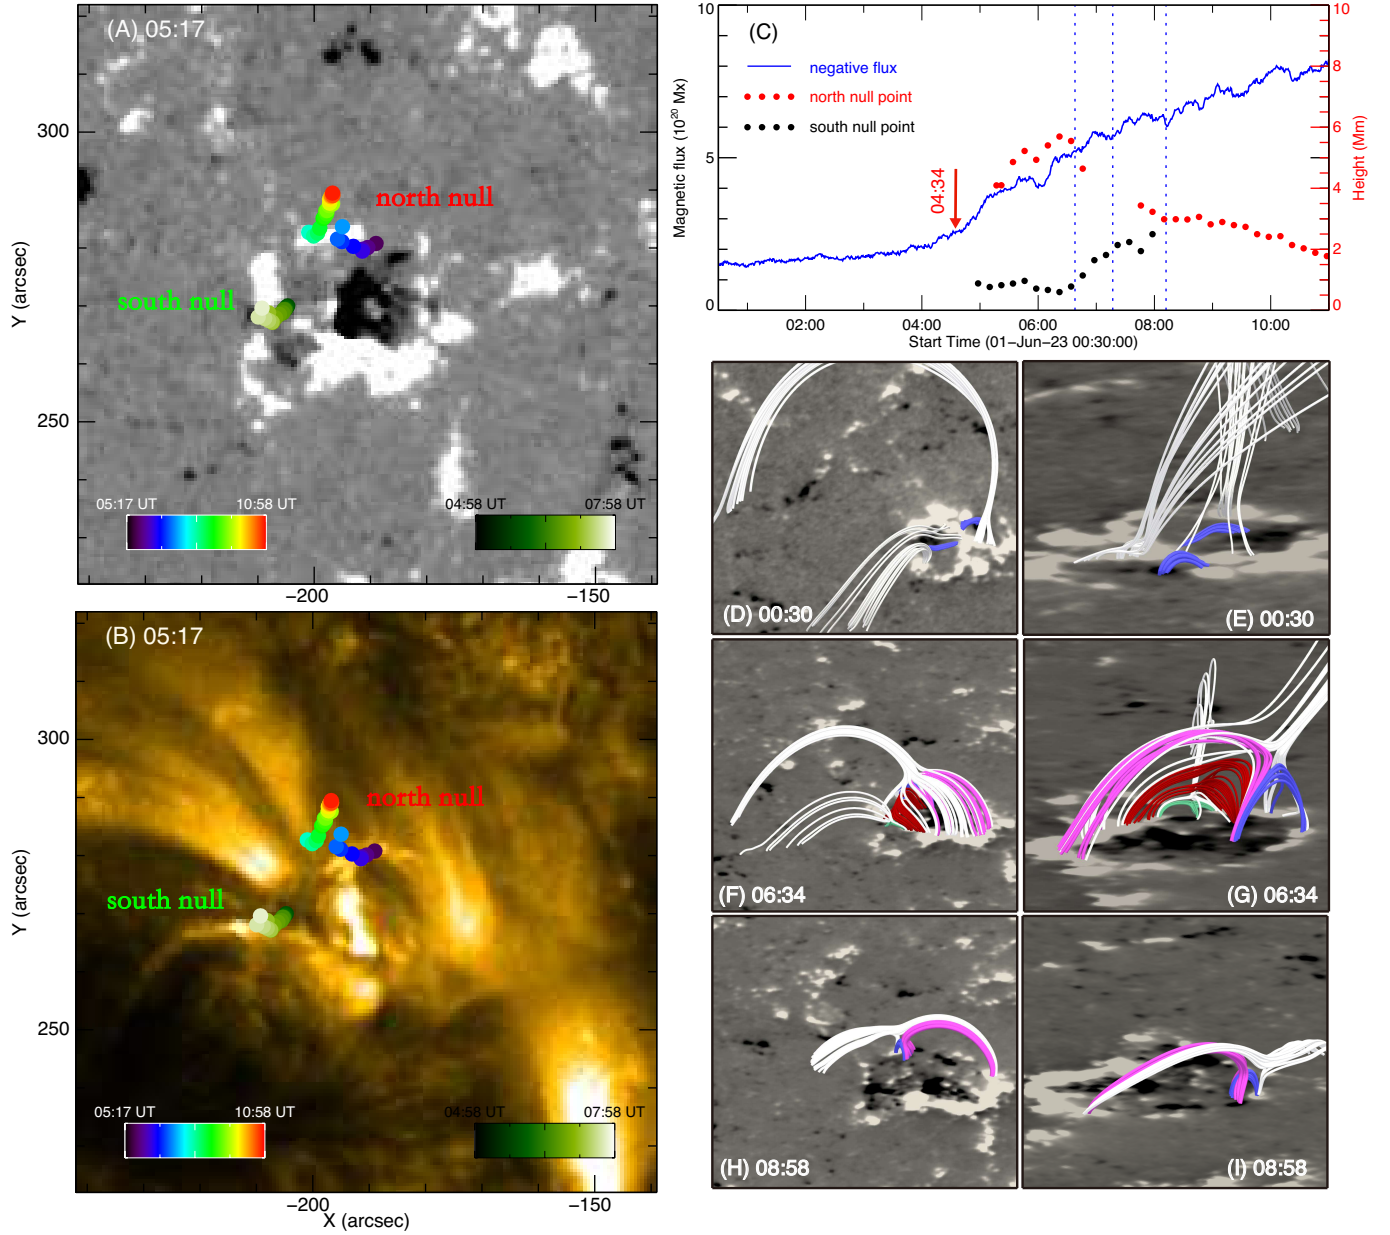 (A) 05:17
north null
south null
05:17 UT
10:58 UT
04:58 UT
07:58 UT
300
250
Y (arcsec)
−200
−150
(B) 05:17
north null
south null
05:17 UT
10:58 UT
04:58 UT
07:58 UT
300
250
Y (arcsec)
−200
−150
X (arcsec)
(C)
negative flux
north null point
south null point
04:34
10
5
0
Magnetic flux (10²⁰ Mx)
10
8
6
4
2
0
Height (Mm)
02:00
04:00
06:00
08:00
10:00
Start Time (01−Jun−23 00:30:00)
(D) 00:30
(E) 00:30
(F) 06:34
(G) 06:34
(H) 08:58
(I) 08:58